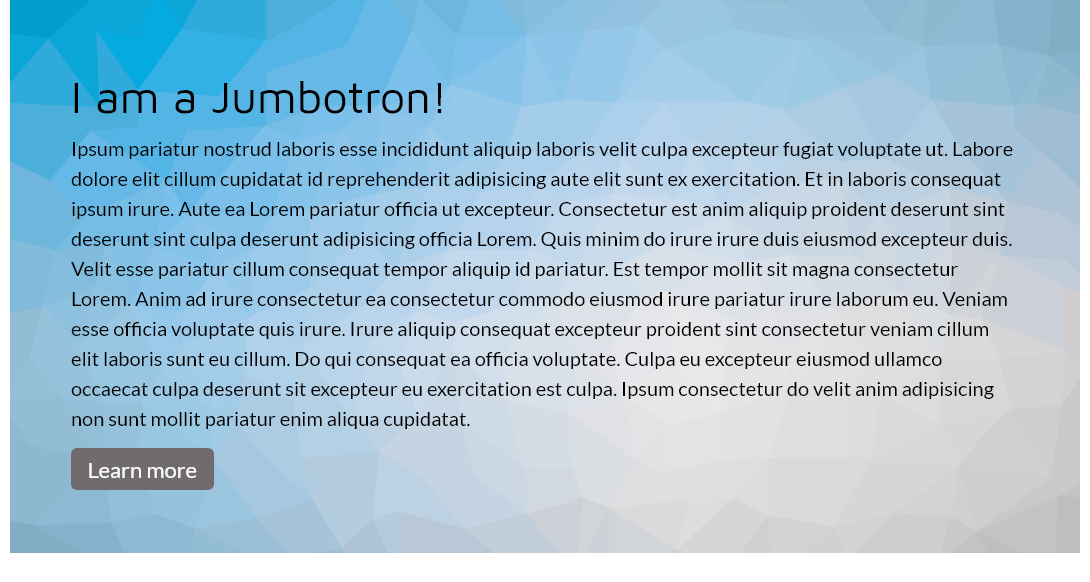 I am a Jumbotron!
Ipsum pariatur nostrud laboris esse incididunt aliquip laboris velit culpa excepteur fugiat voluptate ut. Labore
dolore elit cillum cupidatat id reprehenderit adipisicing aute elit sunt ex exercitation. Et in laboris consequat
ipsum irure. Aute ea Lorem pariatur officia ut excepteur. Consectetur est anim aliquip proident deserunt sint
deserunt sint culpa deserunt adipisicing officia Lorem. Quis minim do irure irure duis eiusmod excepteur duis.
Velit esse pariatur cillum consequat tempor aliquip id pariatur. Est tempor mollit sit magna consectetur
Lorem. Anim ad irure consectetur ea consectetur commodo eiusmod irure pariatur irure laborum eu. Veniam
esse officia voluptate quis irure. Irure aliquip consequat excepteur proident sint consectetur veniam cillum
elit laboris sunt eu cillum. Do qui consequat ea officia voluptate. Culpa eu excepteur eiusmod ullamco
occaecat culpa deserunt sit excepteur eu exercitation est culpa. Ipsum consectetur do velit anim adipisicing
non sunt mollit pariatur enim aliqua cupidatat.
Learn more